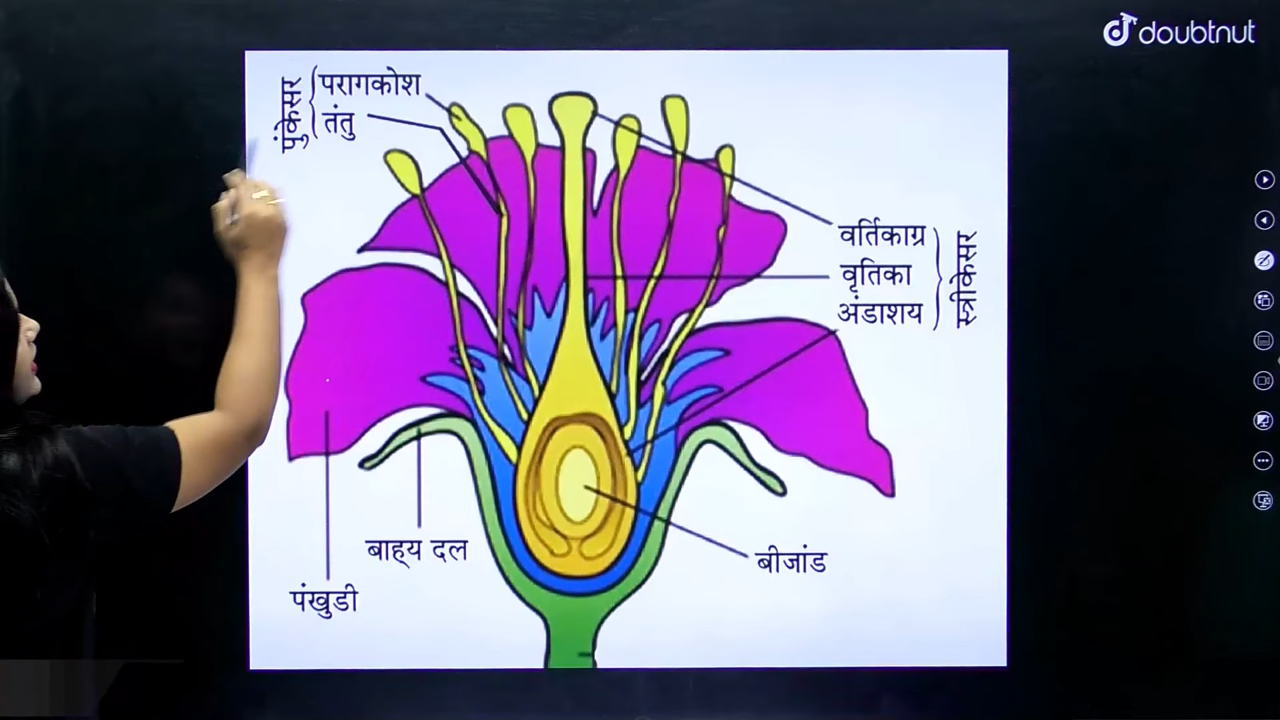 doubtnut
पुंकेसर
परागकोश
तंतु
वर्तिकाग्र
वृतिका
अंडाशय
स्त्रीकेसर
बाह्य दल
बीजांड
पंखुडी